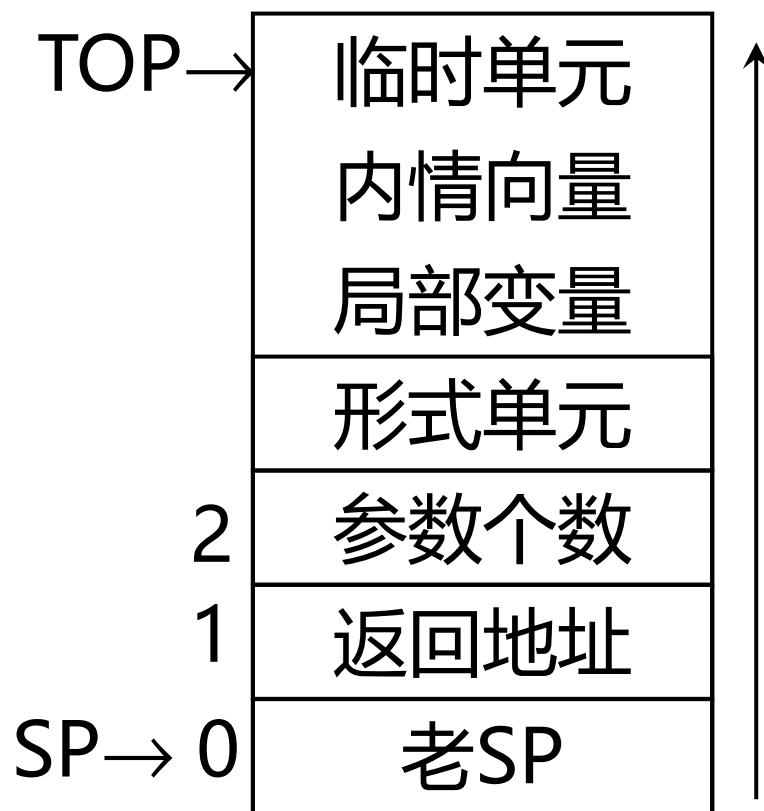 TOP→ 临时单元
内情向量
局部变量
形式单元
2 参数个数
1 返回地址
SP→ 0 老SP